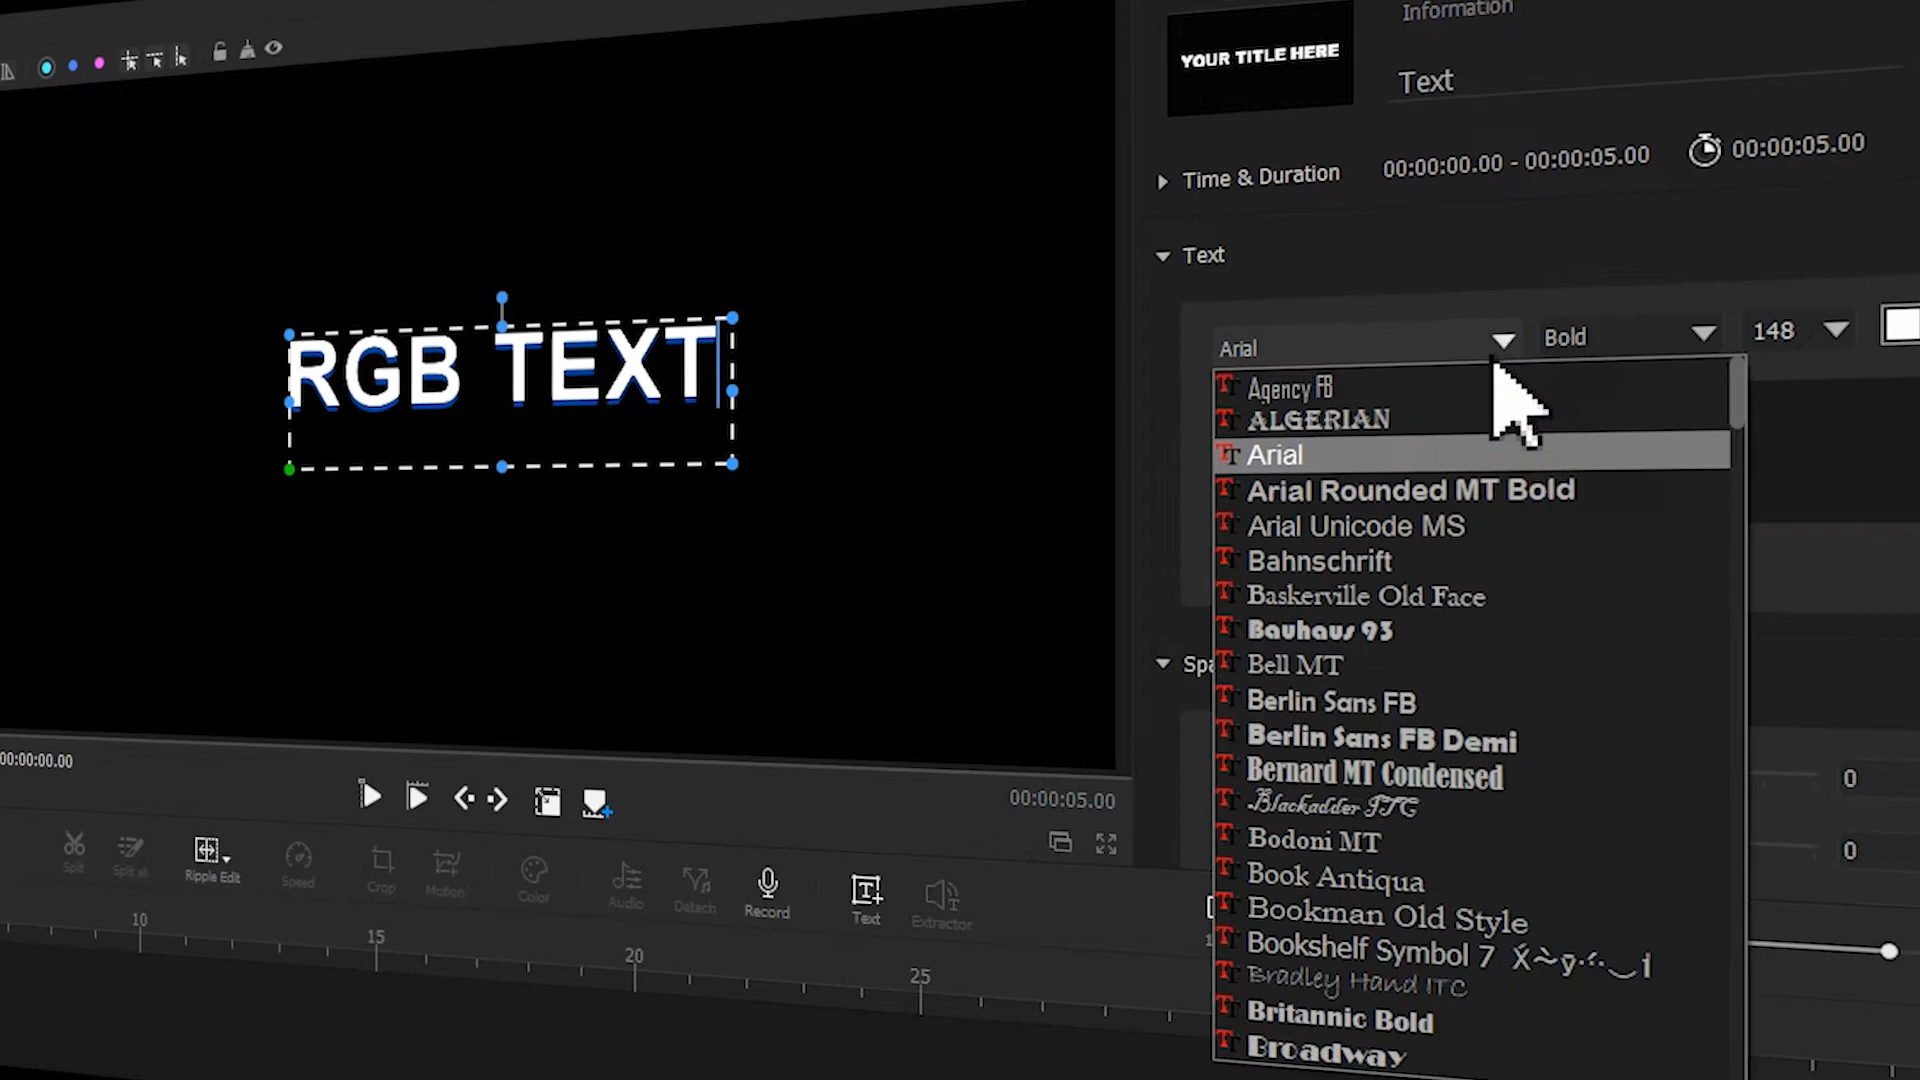 Information
YOUR TITLE HERE
Text
Time & Duration
00:00:00.00 - 00:00:05.00
00:00:05.00
Text
RGB TEXT
Arial
Bold
148
Agency FB
ALGERIAN
Arial
Arial Rounded MT Bold
Arial Unicode MS
Bahnschrift
Baskerville Old Face
Bauhaus 93
Bell MT
Berlin Sans FB
Berlin Sans FB Demi
Bernard MT Condensed
Blackadder ITC
Bodoni MT
Book Antiqua
Bookman Old Style
Bookshelf Symbol 7
Bradley Hand ITC
Britannic Bold
Broadway
Spa
0
0
00:00:00.00
00:00:05.00
Split
Split all
Ripple Edit
Speed
Crop
Motion
Color
Audio
Detach
Record
Text
Extractor
10
15
20
25